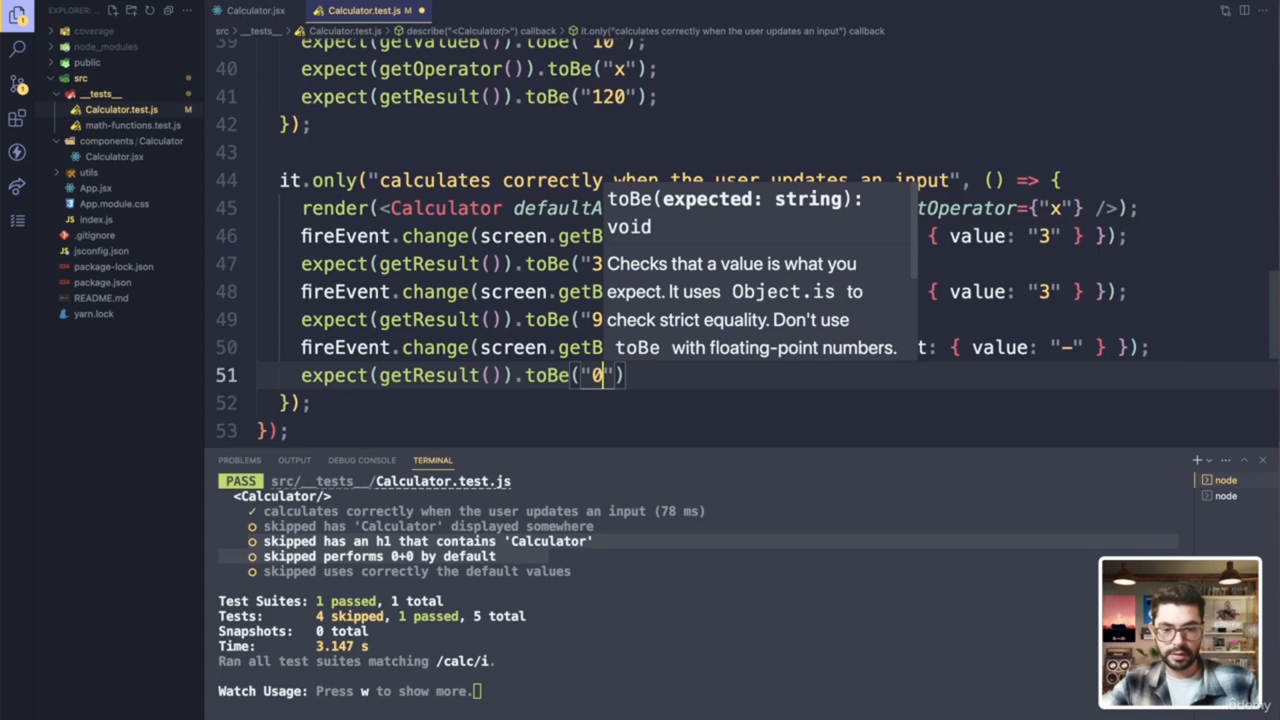 EXPLORER: ...
Calculator.jsx
Calculator.test.js M
coverage
node_modules
public
src
__tests__
Calculator.test.js M
math-functions.test.js
components / Calculator
Calculator.jsx
utils
App.jsx
App.module.css
index.js
.gitignore
jsconfig.json
package-lock.json
package.json
README.md
yarn.lock
src > __tests__ > Calculator.test.js > describe("<Calculator/>") callback > it.only("calculates correctly when the user updates an input") callback
39 expect(getValueB()).toBe("10");
40 expect(getOperator()).toBe("x");
41 expect(getResult()).toBe("120");
42 });
43
44 it.only("calculates correctly when the user updates an input", () => {
45 render(<Calculator defaultA tOperator={"x"} />);
46 fireEvent.change(screen.getB { value: "3" } });
47 expect(getResult()).toBe("3
48 fireEvent.change(screen.getB { value: "3" } });
49 expect(getResult()).toBe("9
50 fireEvent.change(screen.getB t: { value: "-" } });
51 expect(getResult()).toBe("0")
52 });
53 });
toBe(expected: string):
void
Checks that a value is what you
expect. It uses Object.is to
check strict equality. Don't use
toBe with floating-point numbers.
PROBLEMS OUTPUT DEBUG CONSOLE TERMINAL
PASS src/__tests__/Calculator.test.js
<Calculator/>
✓ calculates correctly when the user updates an input (78 ms)
○ skipped has 'Calculator' displayed somewhere
○ skipped has an h1 that contains 'Calculator'
○ skipped performs 0+0 by default
○ skipped uses correctly the default values
Test Suites: 1 passed, 1 total
Tests: 4 skipped, 1 passed, 5 total
Snapshots: 0 total
Time: 3.147 s
Ran all test suites matching /calc/i.
Watch Usage: Press w to show more.
node
node
ûdemy